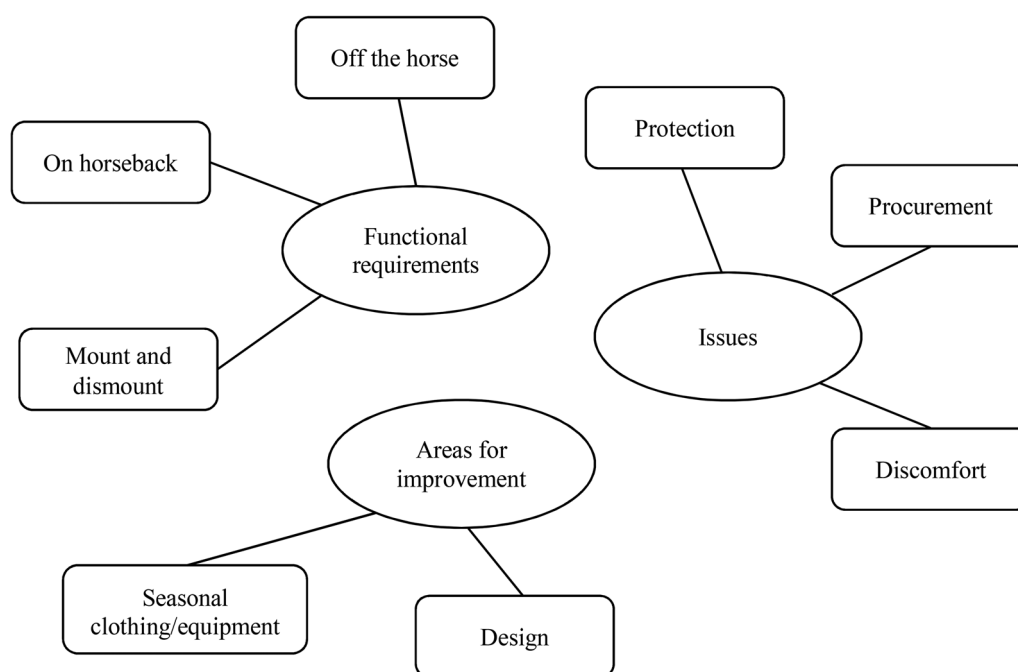 Off the horse
On horseback
Protection
Procurement
Functional
requirements
Issues
Mount and
dismount
Areas for
improvement
Discomfort
Seasonal
clothing/equipment
Design